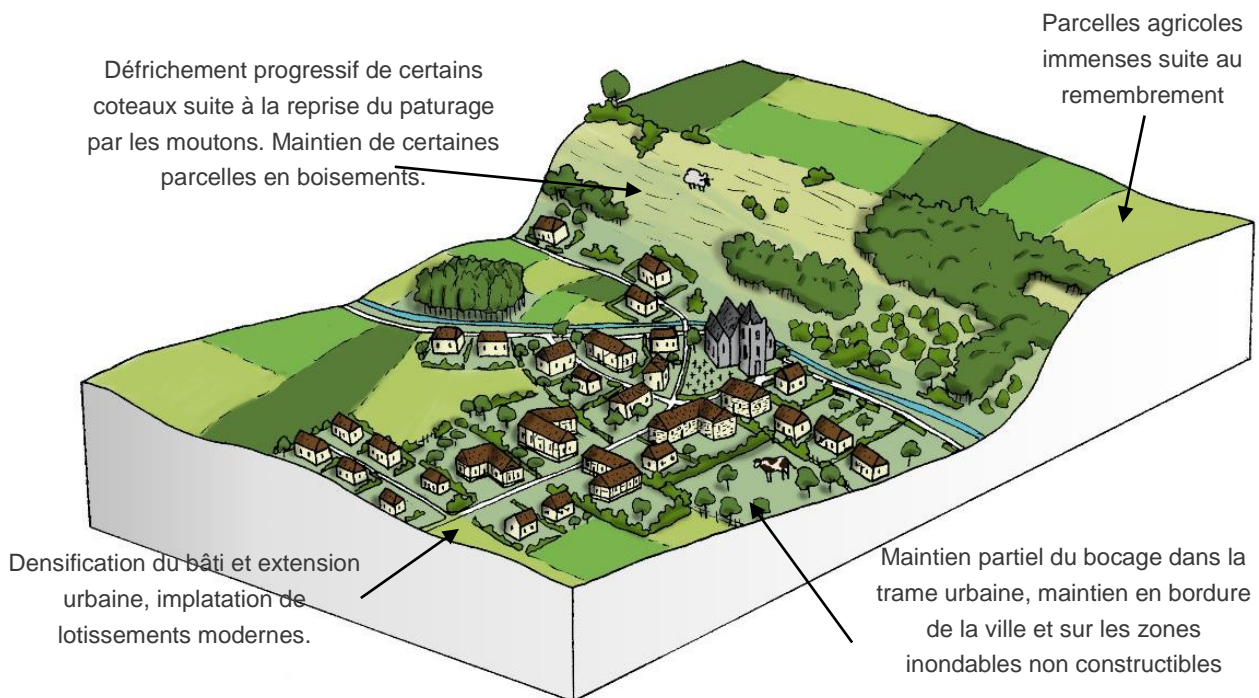 Parcelles agricoles
immenses suite au
remembrement
Défrichement progressif de certains
coteaux suite à la reprise du paturage
par les moutons. Maintien de certaines
parcelles en boisements.
Densification du bâti et extension
urbaine, implatation de
lotissements modernes.
Maintien partiel du bocage dans la
trame urbaine, maintien en bordure
de la ville et sur les zones
inondables non constructibles